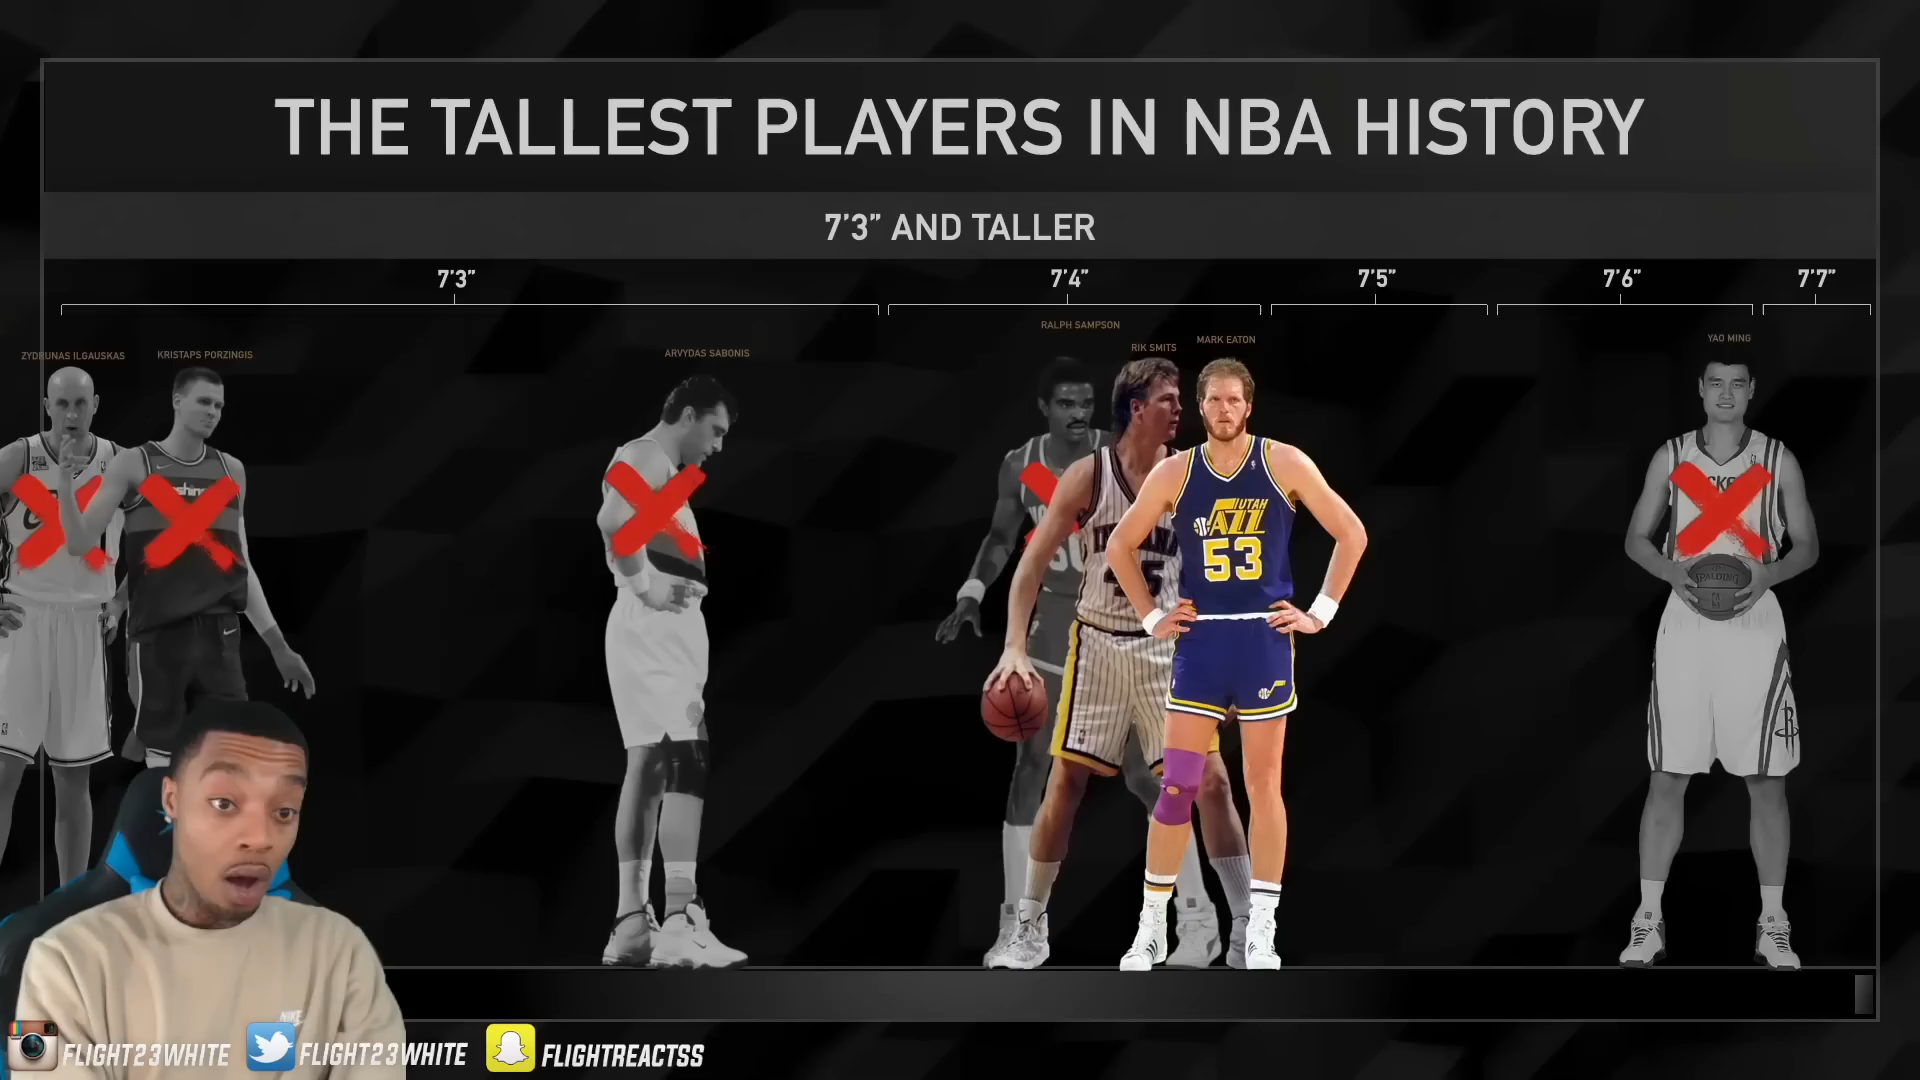 THE TALLEST PLAYERS IN NBA HISTORY
7'3" AND TALLER
7'3"
7'4"
7'5"
7'6"
7'7"
ZYDRUNAS ILGAUSKAS
KRISTAPS PORZINGIS
ARVYDAS SABONIS
RALPH SAMPSON
RIK SMITS
MARK EATON
YAO MING
UTAH
JAZZ
53
SPALDING
NIKE
FLIGHT23WHITE
FLIGHT23WHITE
FLIGHTREACTSS